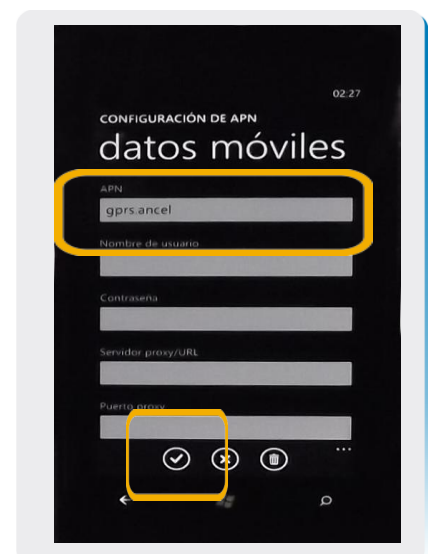 02:27
CONFIGURACIÓN DE APN
datos móviles
APN
gprs.ancel
Nombre de usuario
Contraseña
Servidor proxy/URL
Puerto proxy
...